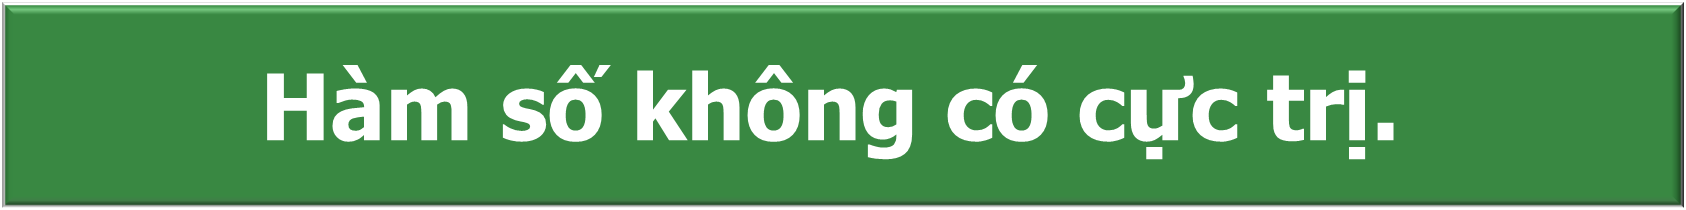 Hàm số không có cực trị.